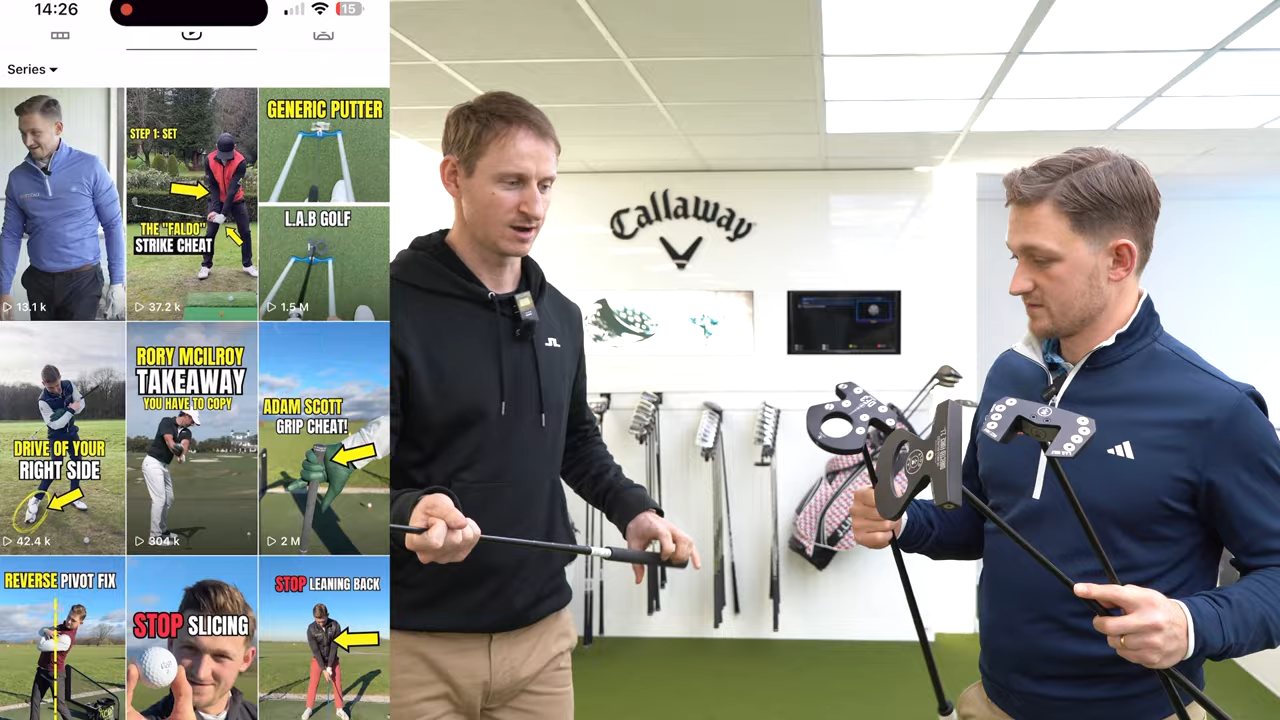 14:26
15
Series
13.1 k
STEP 1: SET
THE "FALDO"
STRIKE CHEAT
37.2 k
GENERIC PUTTER
L.A.B GOLF
1.5 M
DRIVE OF YOUR
RIGHT SIDE
42.4 k
RORY MCILROY
TAKEAWAY
YOU HAVE TO COPY
304 k
ADAM SCOTT
GRIP CHEAT!
2 M
REVERSE PIVOT FIX
STOP SLICING
STOP LEANING BACK
Callaway
DF3